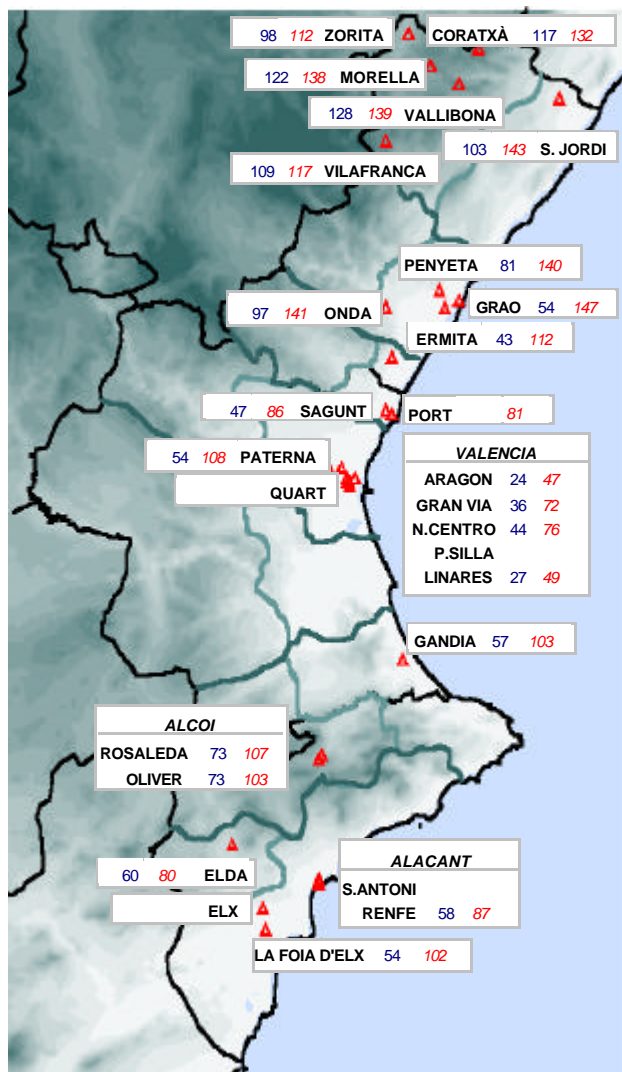 98 112 ZORITA
CORATXÀ 117 132
122 138 MORELLA
128 139 VALLIBONA
103 143 S. JORDI
109 117 VILAFRANCA
PENYETA 81 140
97 141 ONDA
GRAO 54 147
ERMITA 43 112
47 86 SAGUNT
PORT 81
54 108 PATERNA
QUART
VALENCIA
ARAGON 24 47
GRAN VIA 36 72
N.CENTRO 44 76
P.SILLA
LINARES 27 49
GANDIA 57 103
ALCOI
ROSALEDA 73 107
OLIVER 73 103
60 80 ELDA
ELX
ALACANT
S.ANTONI
RENFE 58 87
LA FOIA D'ELX 54 102